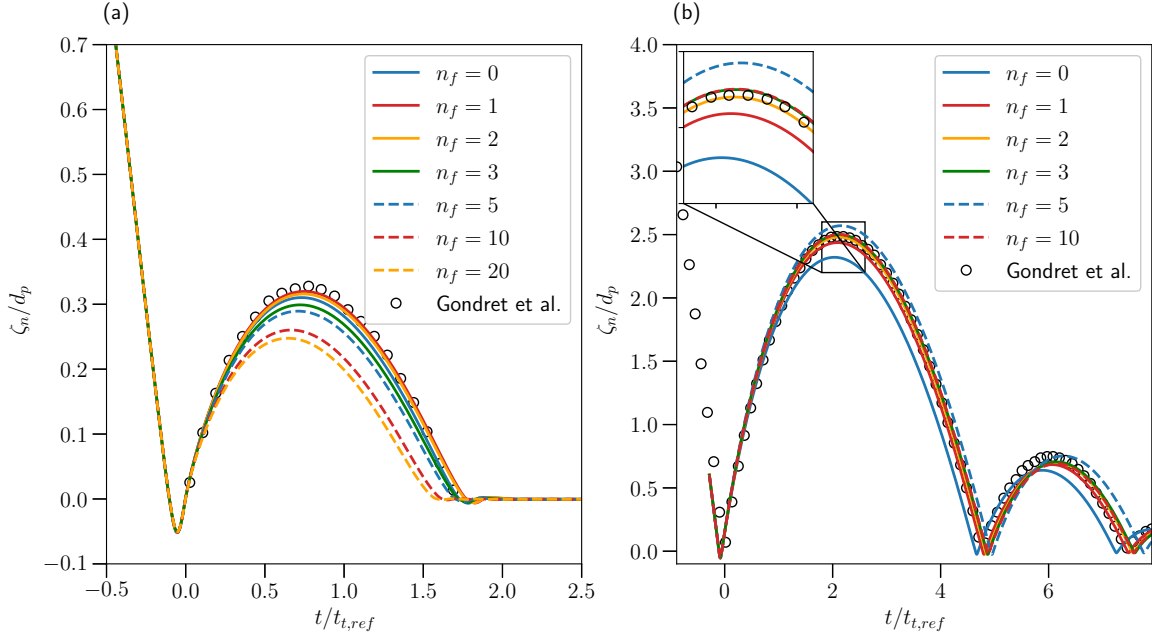 (a)
0.7
0.6
0.5
0.4
0.3
0.2
0.1
0.0
−0.1
ζn/dp
−0.5
0.0
0.5
1.0
1.5
2.0
2.5
t/tt,ref
nf = 0
nf = 1
nf = 2
nf = 3
nf = 5
nf = 10
nf = 20
Gondret et al.
(b)
4.0
3.5
3.0
2.5
2.0
1.5
1.0
0.5
0.0
ζn/dp
0
2
4
6
t/tt,ref
nf = 0
nf = 1
nf = 2
nf = 3
nf = 5
nf = 10
Gondret et al.